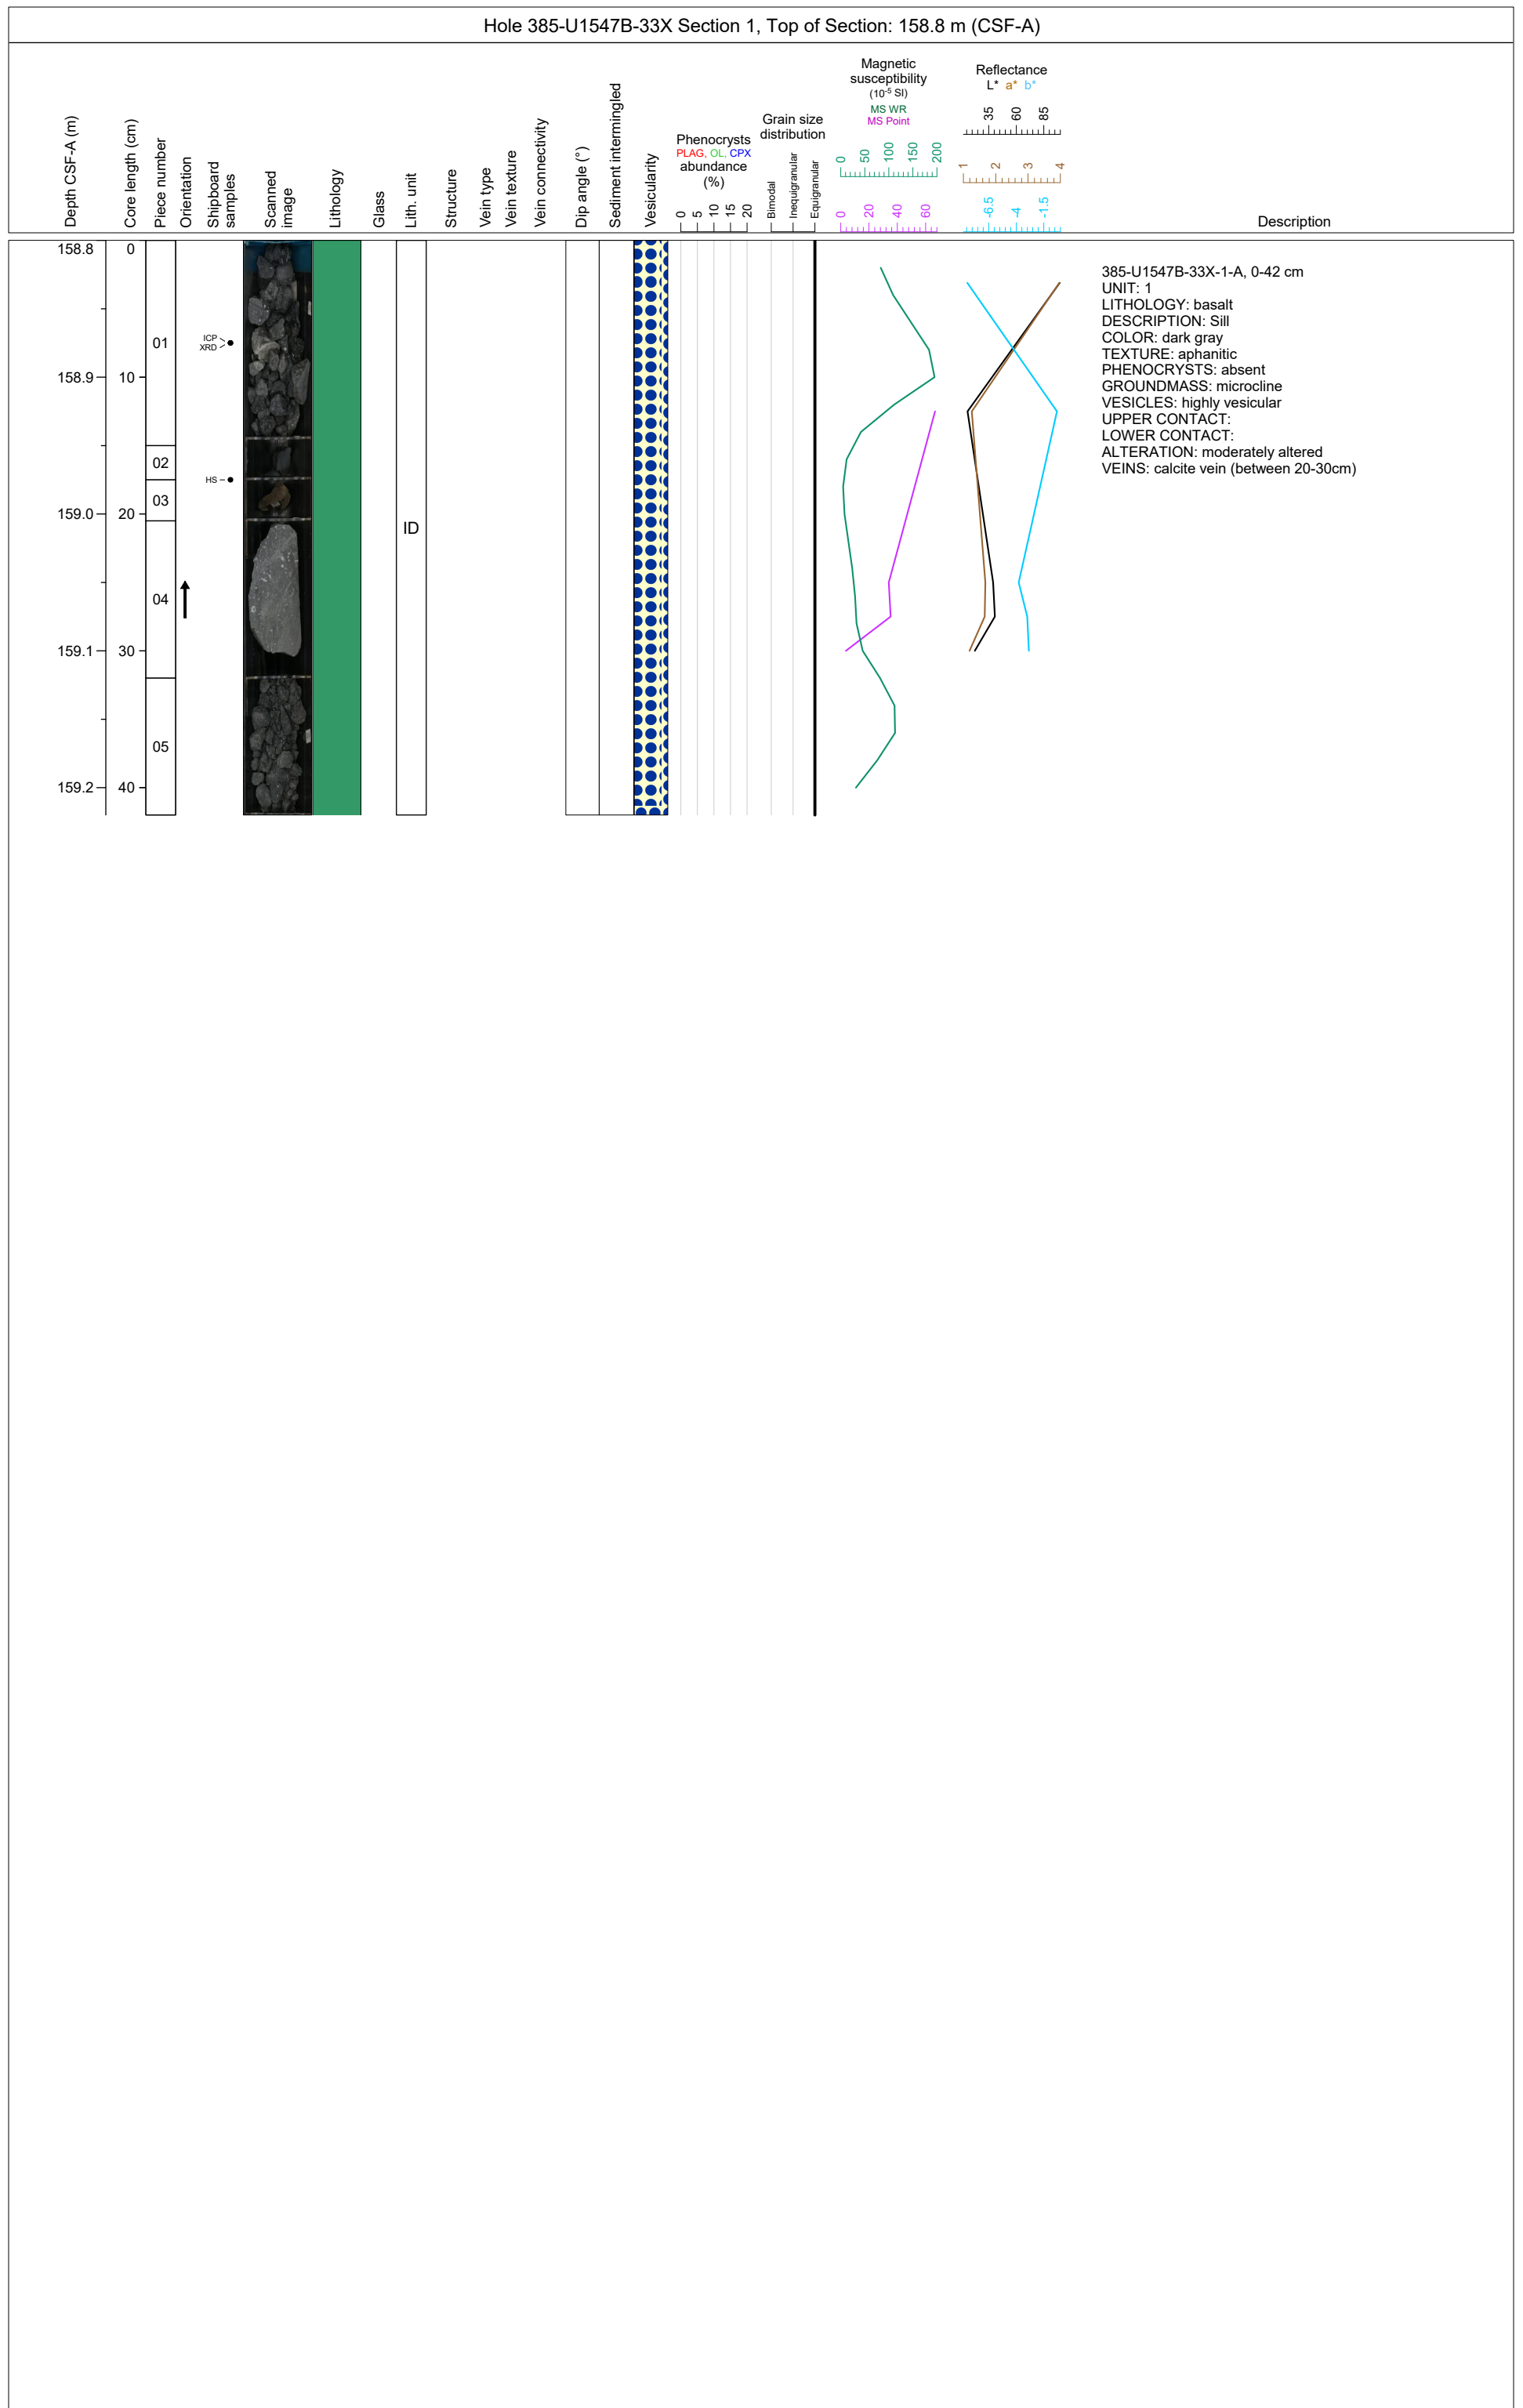 Hole 385-U1547B-33X Section 1, Top of Section: 158.8 m (CSF-A)
Depth CSF-A (m)
Core length (cm)
Piece number
Orientation
Shipboard
samples
Scanned
image
Lithology
Glass
Lith. unit
Structure
Vein type
Vein texture
Vein connectivity
Dip angle (°)
Sediment intermingled
Vesicularity
Phenocrysts
PLAG, OL, CPX
abundance
(%)
0 5 10 15 20
Grain size
distribution
Bimodal
Inequigranular
Equigranular
Magnetic
susceptibility
(10-5 SI)
MS WR
MS Point
0 50 100 150 200
0 20 40 60
Reflectance
L* a* b*
35 60 85
1 2 3 4
-6.5 -4 -1.5
Description
158.8
158.9
159.0
159.1
159.2
0
10
20
30
40
01
02
03
04
05
ICP
XRD
HS
ID
385-U1547B-33X-1-A, 0-42 cm
UNIT: 1
LITHOLOGY: basalt
DESCRIPTION: Sill
COLOR: dark gray
TEXTURE: aphanitic
PHENOCRYSTS: absent
GROUNDMASS: microcline
VESICLES: highly vesicular
UPPER CONTACT:
LOWER CONTACT:
ALTERATION: moderately altered
VEINS: calcite vein (between 20-30cm)